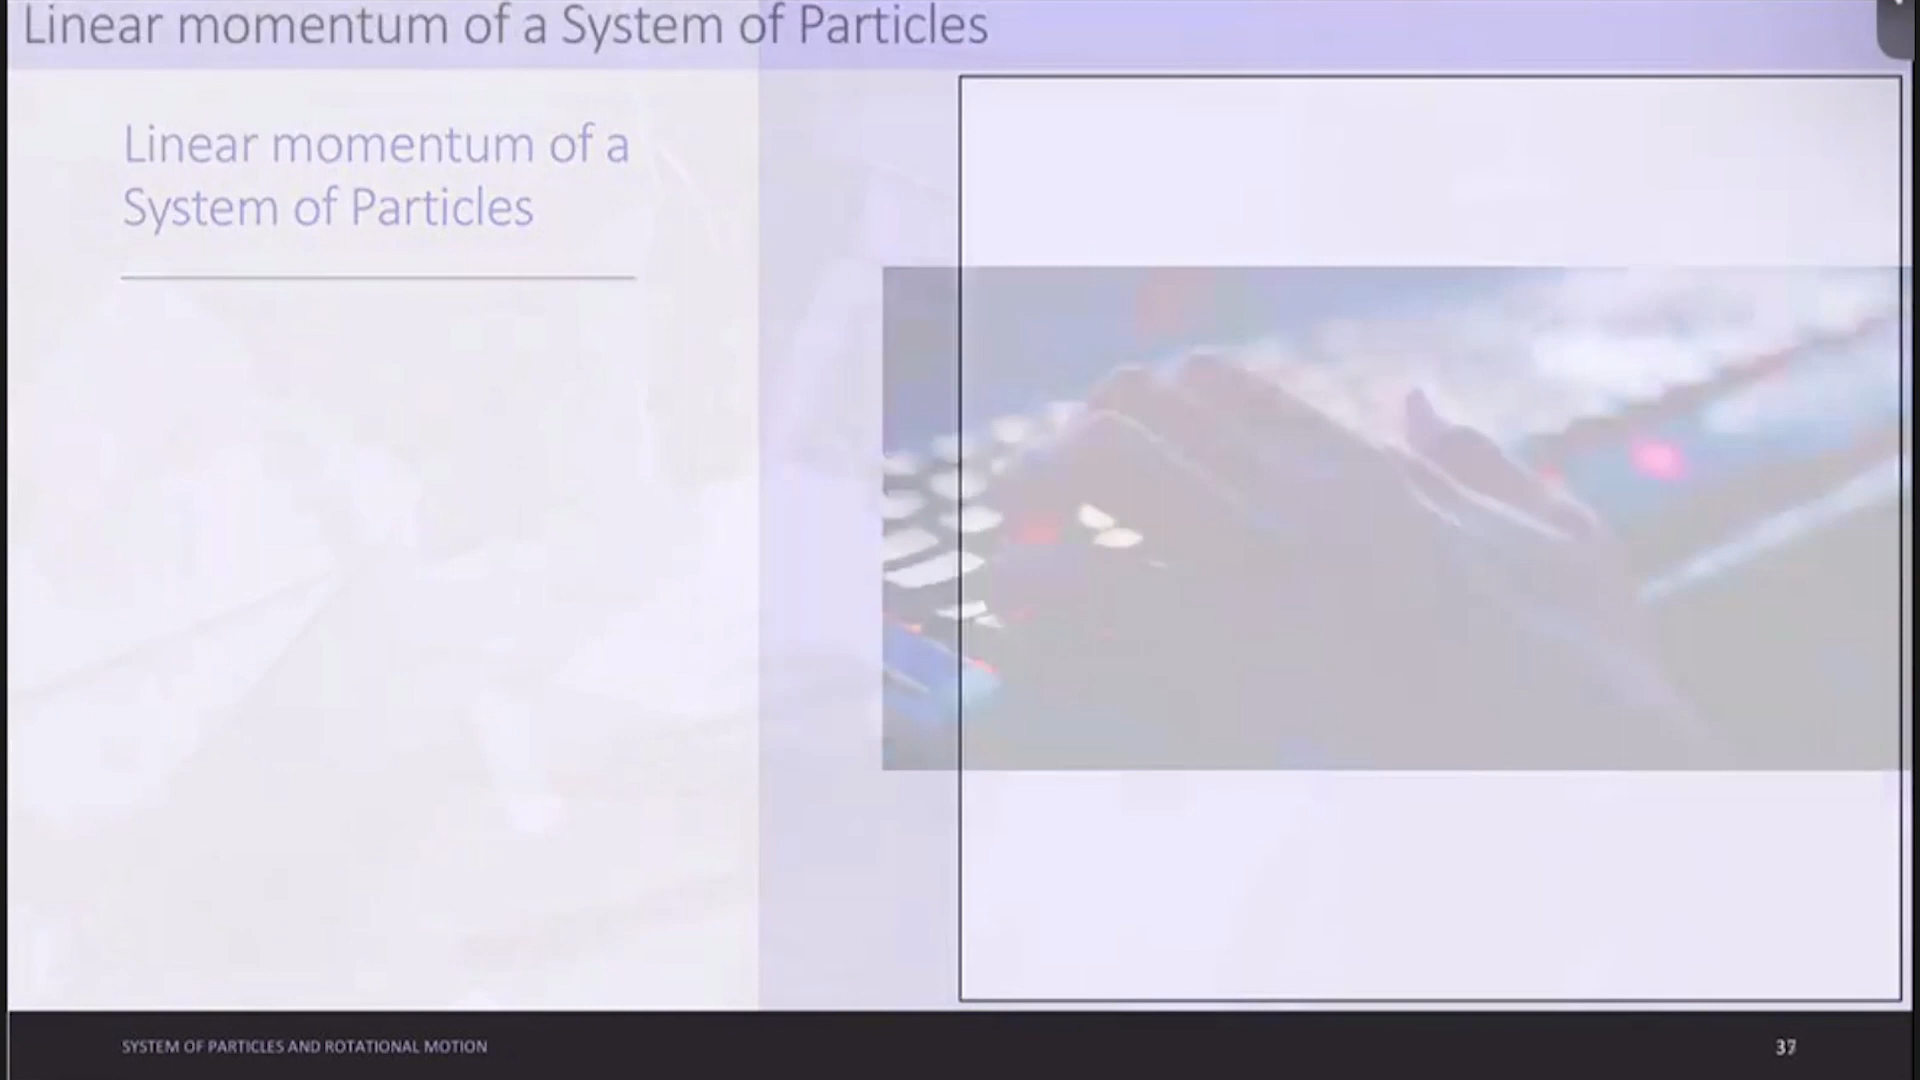 Linear momentum of a System of Particles
Linear momentum of a
System of Particles
SYSTEM OF PARTICLES AND ROTATIONAL MOTION
37